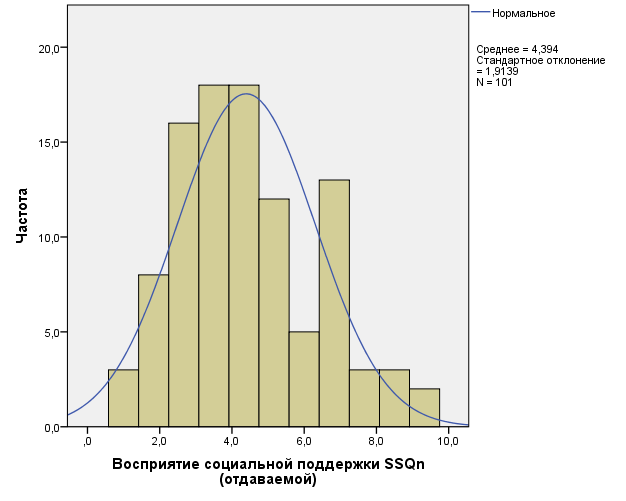 Нормальное
Среднее = 4,394
Стандартное отклонение
= 1,9139
N = 101
20,0
15,0
10,0
5,0
0,0
Частота
,0 2,0 4,0 6,0 8,0 10,0
Восприятие социальной поддержки SSQn
(отдаваемой)